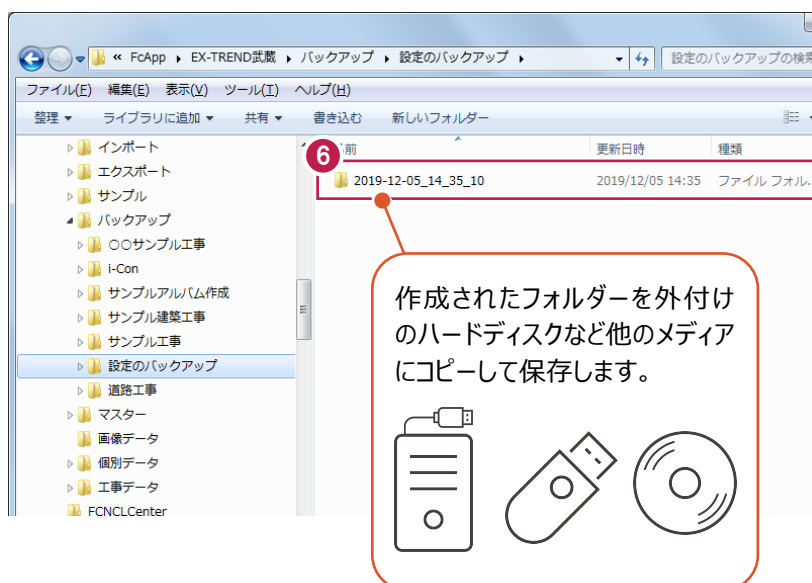 « FcApp ▸ EX-TREND武蔵 ▸ バックアップ ▸ 設定のバックアップ ▸
設定のバックアップの検索
ファイル(F) 編集(E) 表示(V) ツール(T) ヘルプ(H)
整理 ▼ ライブラリに追加 ▼ 共有 ▼ 書き込む 新しいフォルダー
インポート
エクスポート
サンプル
バックアップ
〇〇サンプル工事
i-Con
サンプルアルバム作成
サンプル建築工事
サンプル工事
設定のバックアップ
道路工事
マスター
画像データ
個別データ
工事データ
FCNCLCenter
6
前 更新日時 種類
2019-12-05_14_35_10 2019/12/05 14:35 ファイル フォル...
作成されたフォルダーを外付け
のハードディスクなど他のメディア
にコピーして保存します。